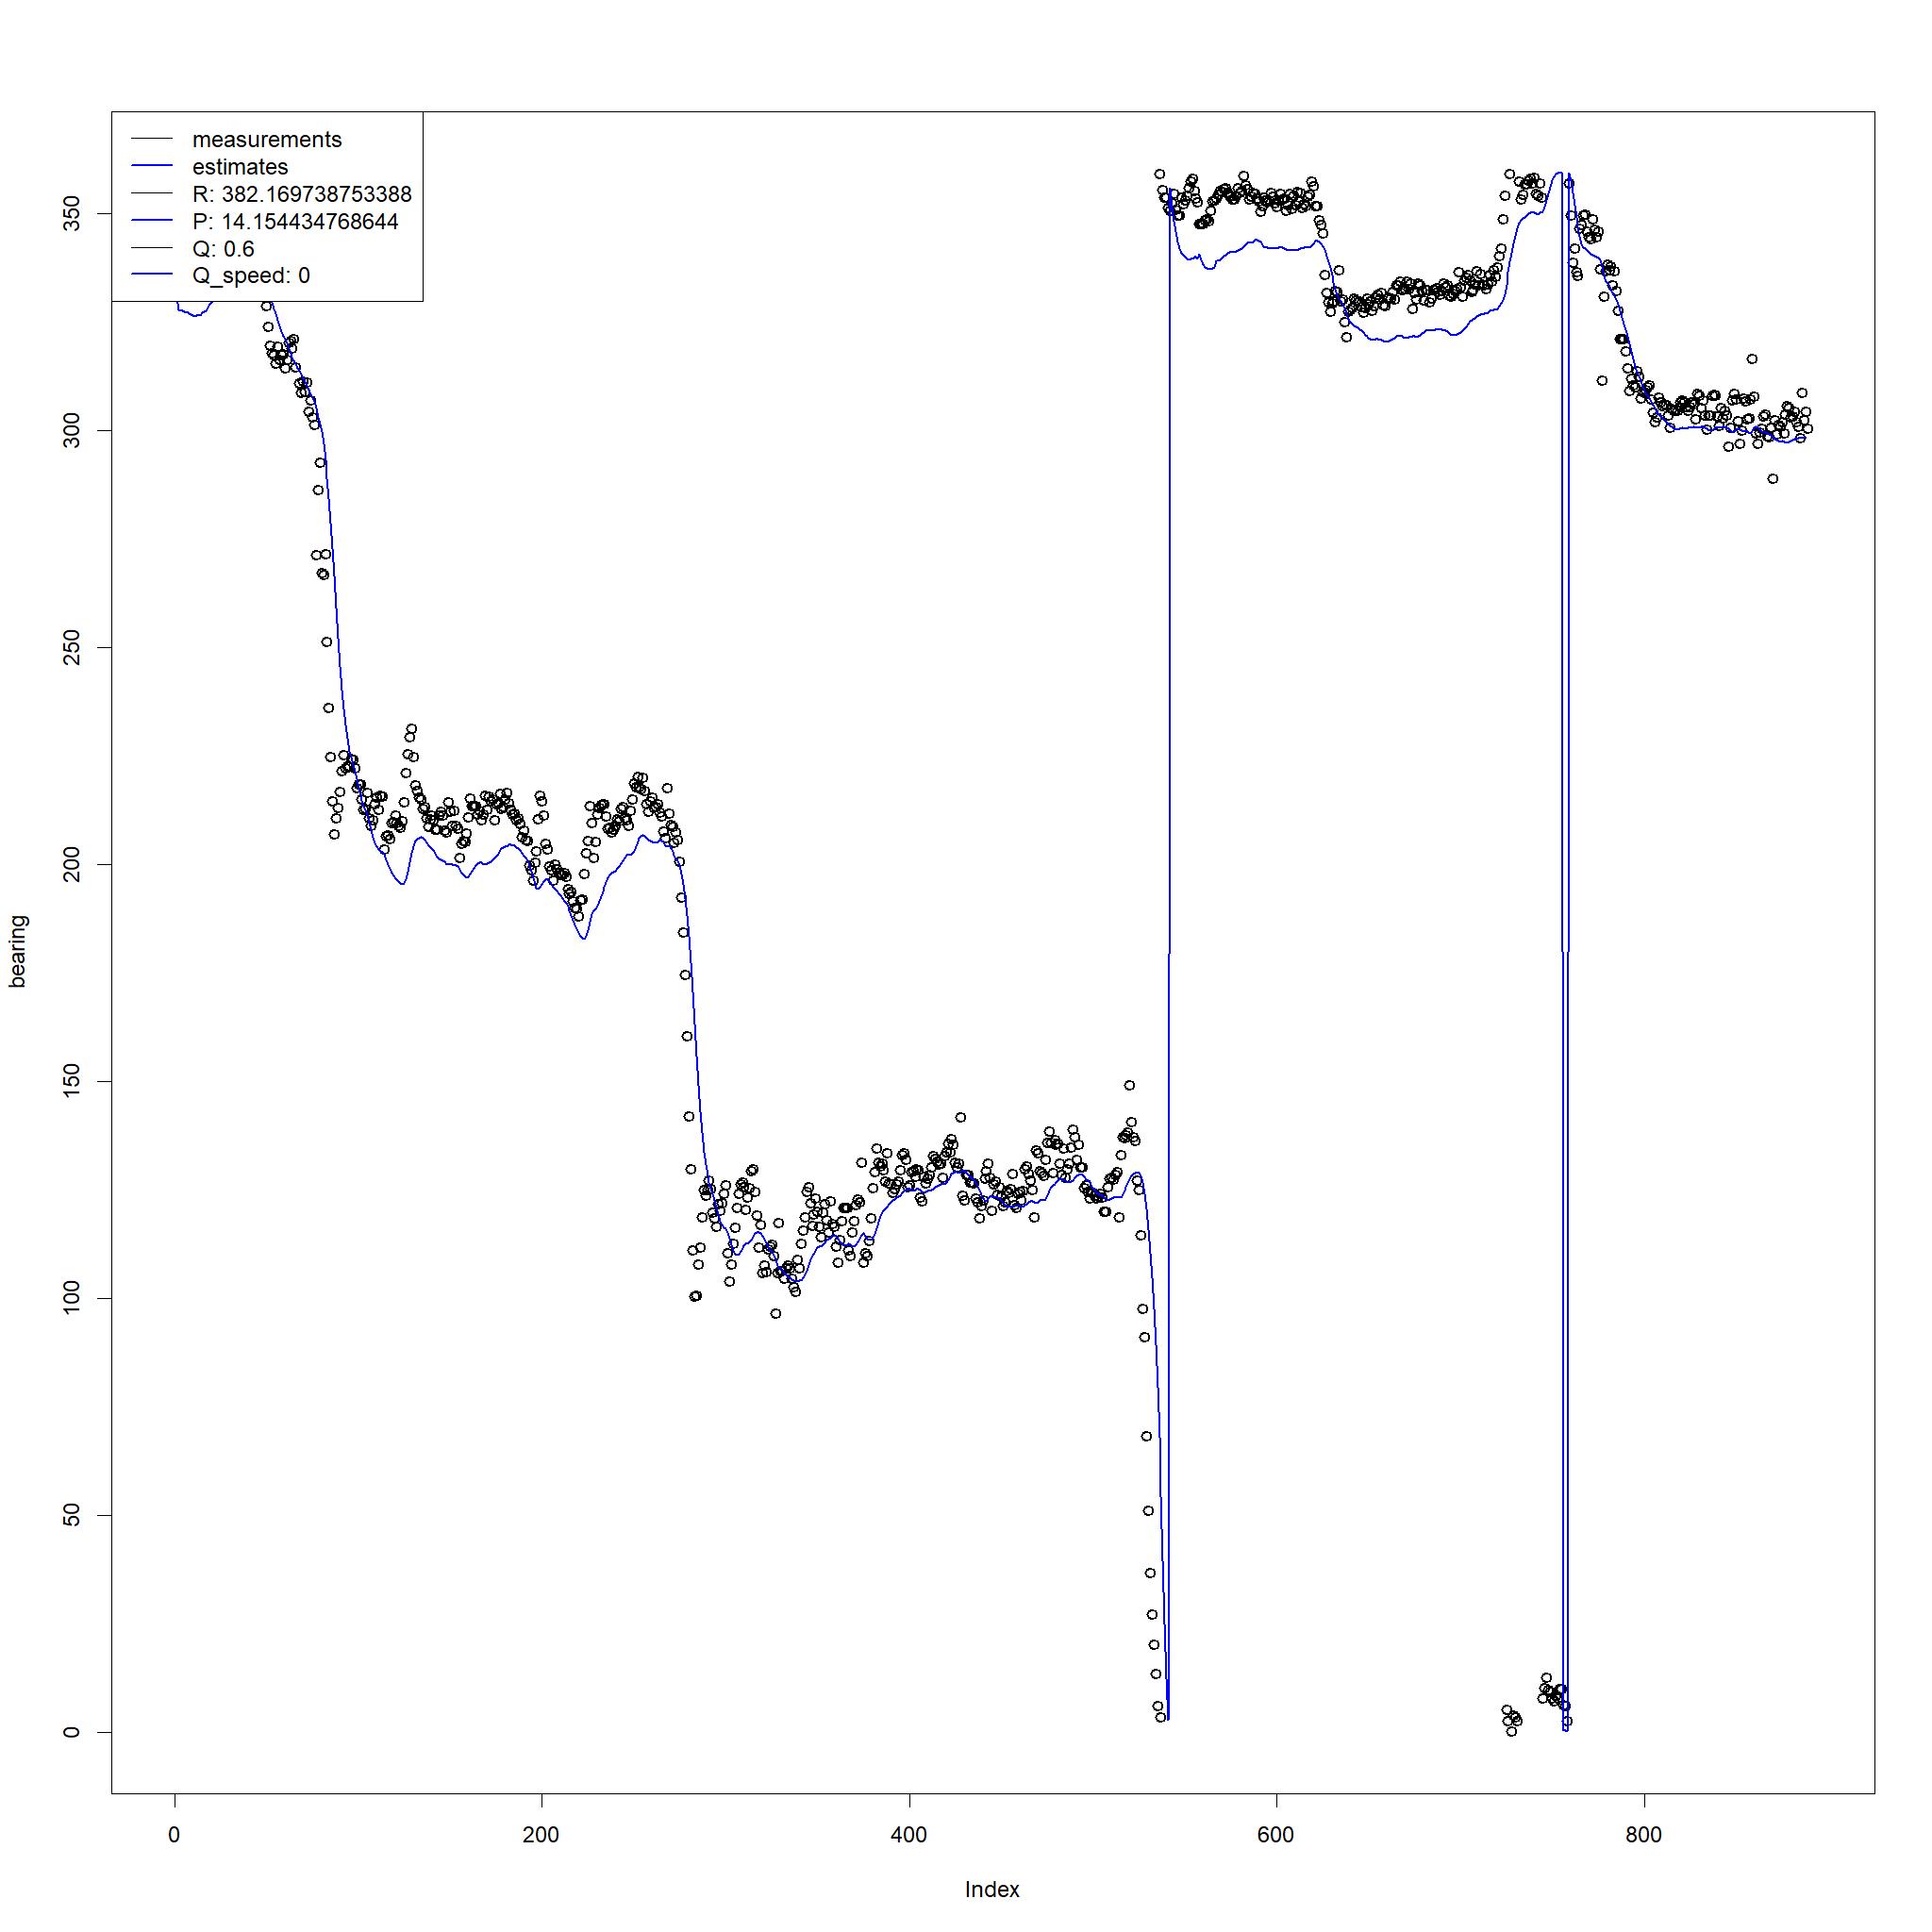 measurements
estimates
R: 382.169738753388
P: 14.154434768644
Q: 0.6
Q_speed: 0
350
300
250
200
150
100
50
0
bearing
0 200 400 600 800
Index